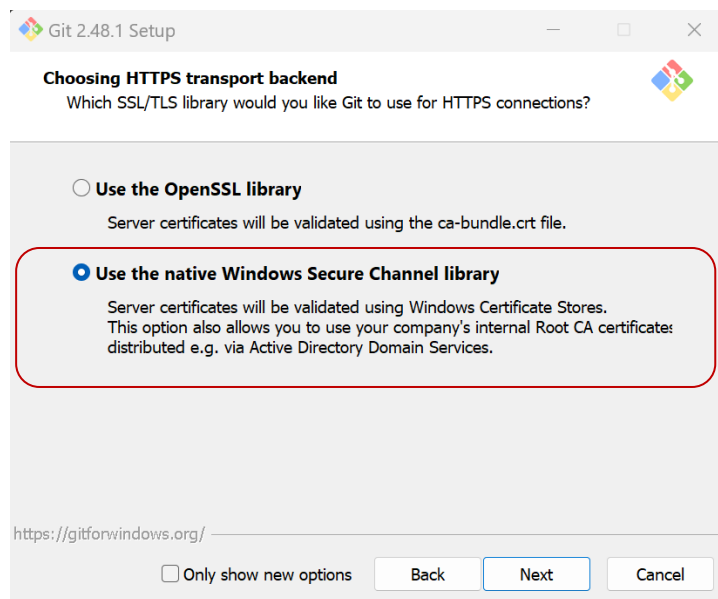 Git 2.48.1 Setup
Choosing HTTPS transport backend
Which SSL/TLS library would you like Git to use for HTTPS connections?
Use the OpenSSL library
Server certificates will be validated using the ca-bundle.crt file.
Use the native Windows Secure Channel library
Server certificates will be validated using Windows Certificate Stores.
This option also allows you to use your company's internal Root CA certificates
distributed e.g. via Active Directory Domain Services.
https://gitforwindows.org/
Only show new options Back Next Cancel